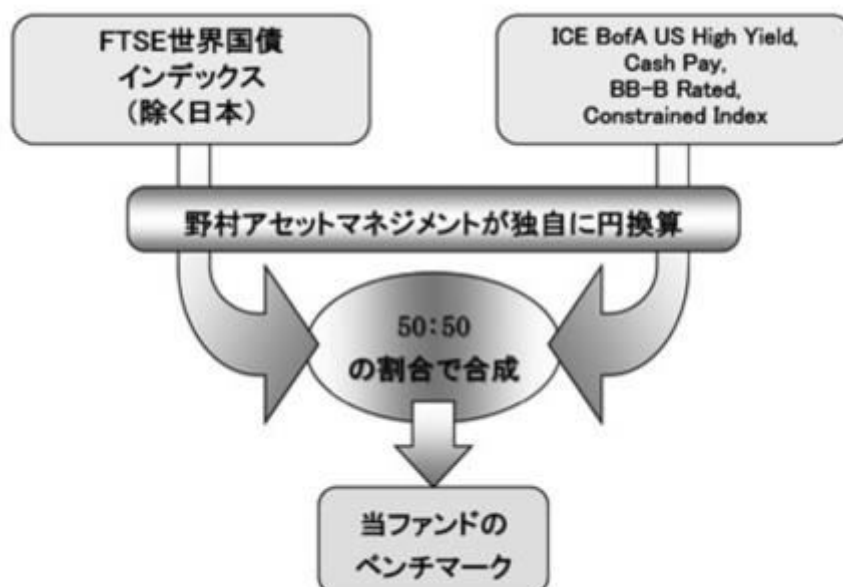 FTSE世界国債
インデックス
(除く日本)
ICE BofA US High Yield,
Cash Pay,
BB-B Rated,
Constrained Index
野村アセットマネジメントが独自に円換算
50:50
の割合で合成
当ファンドの
ベンチマーク